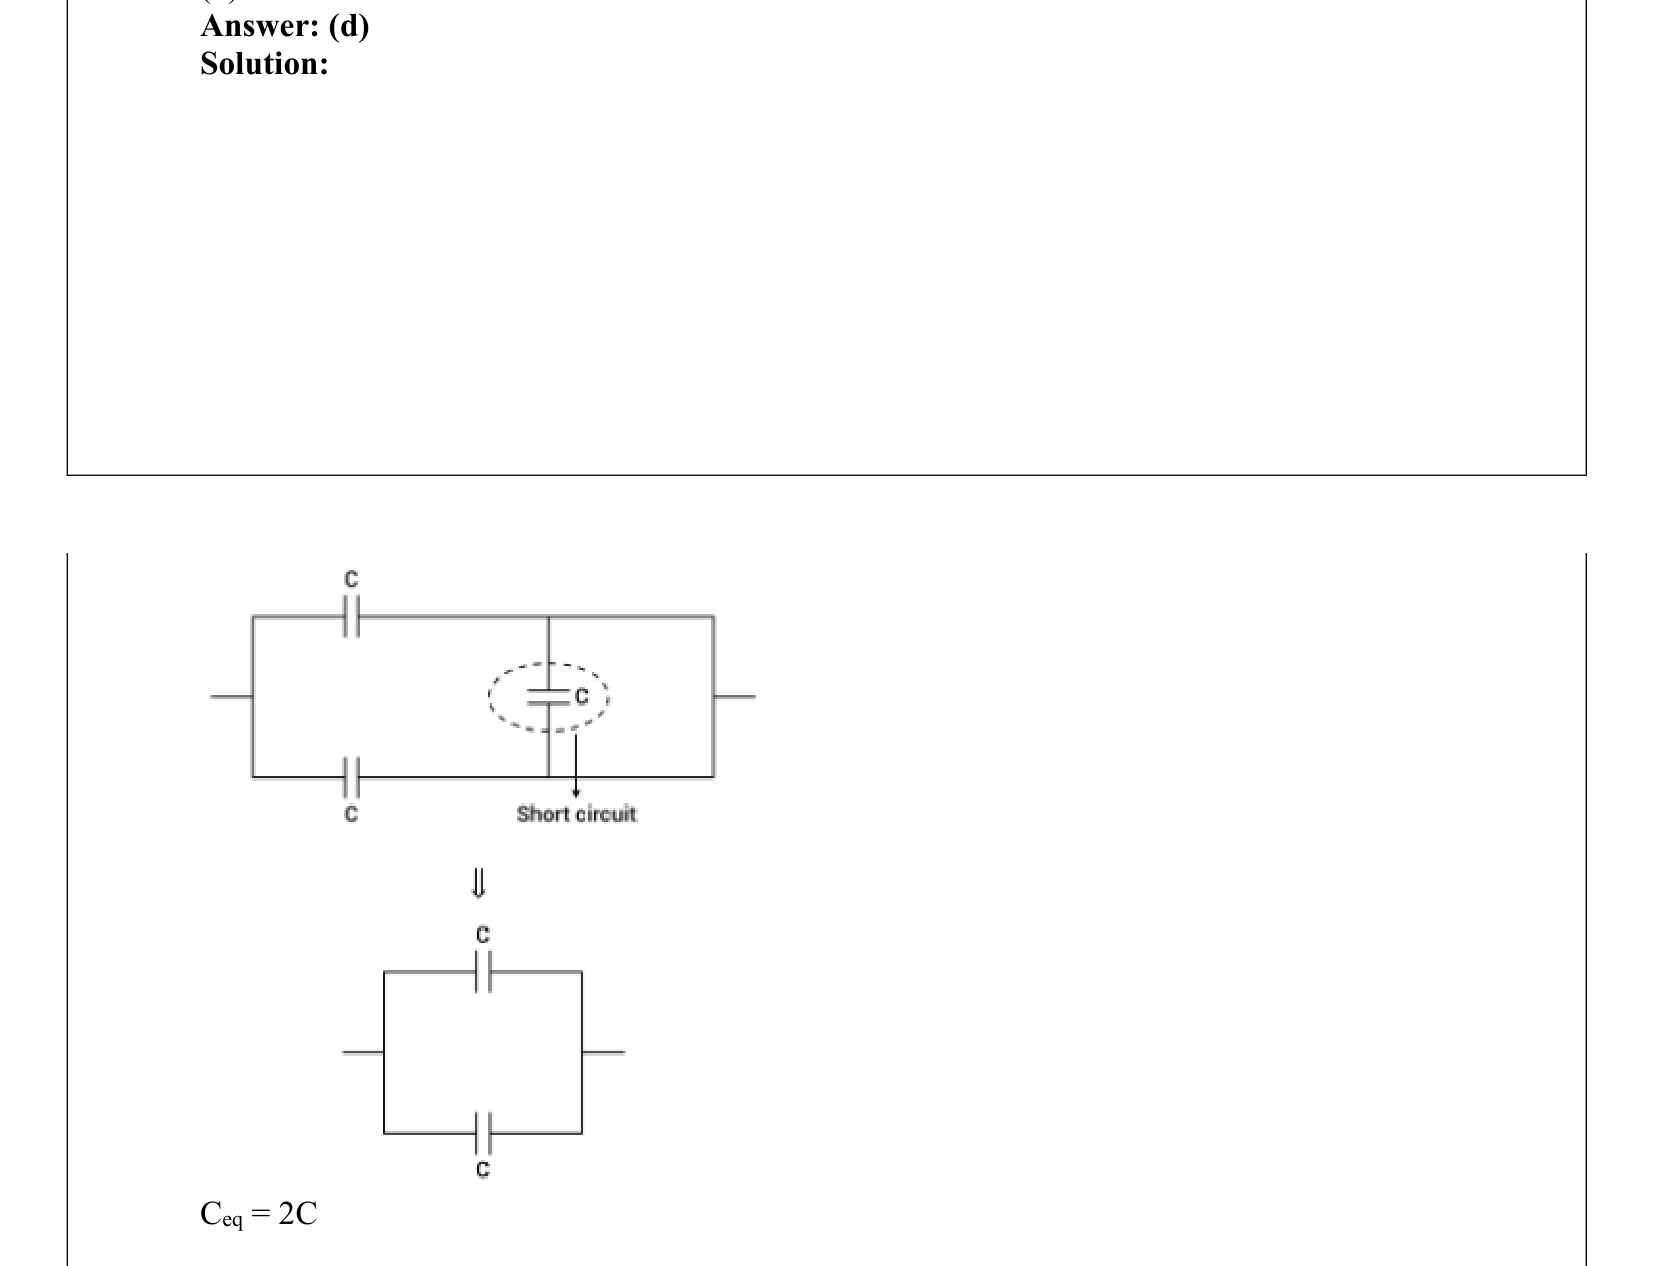 Answer: (d)
Solution:
C
C
C
Short circuit
⇓
C
C
Ceq = 2C